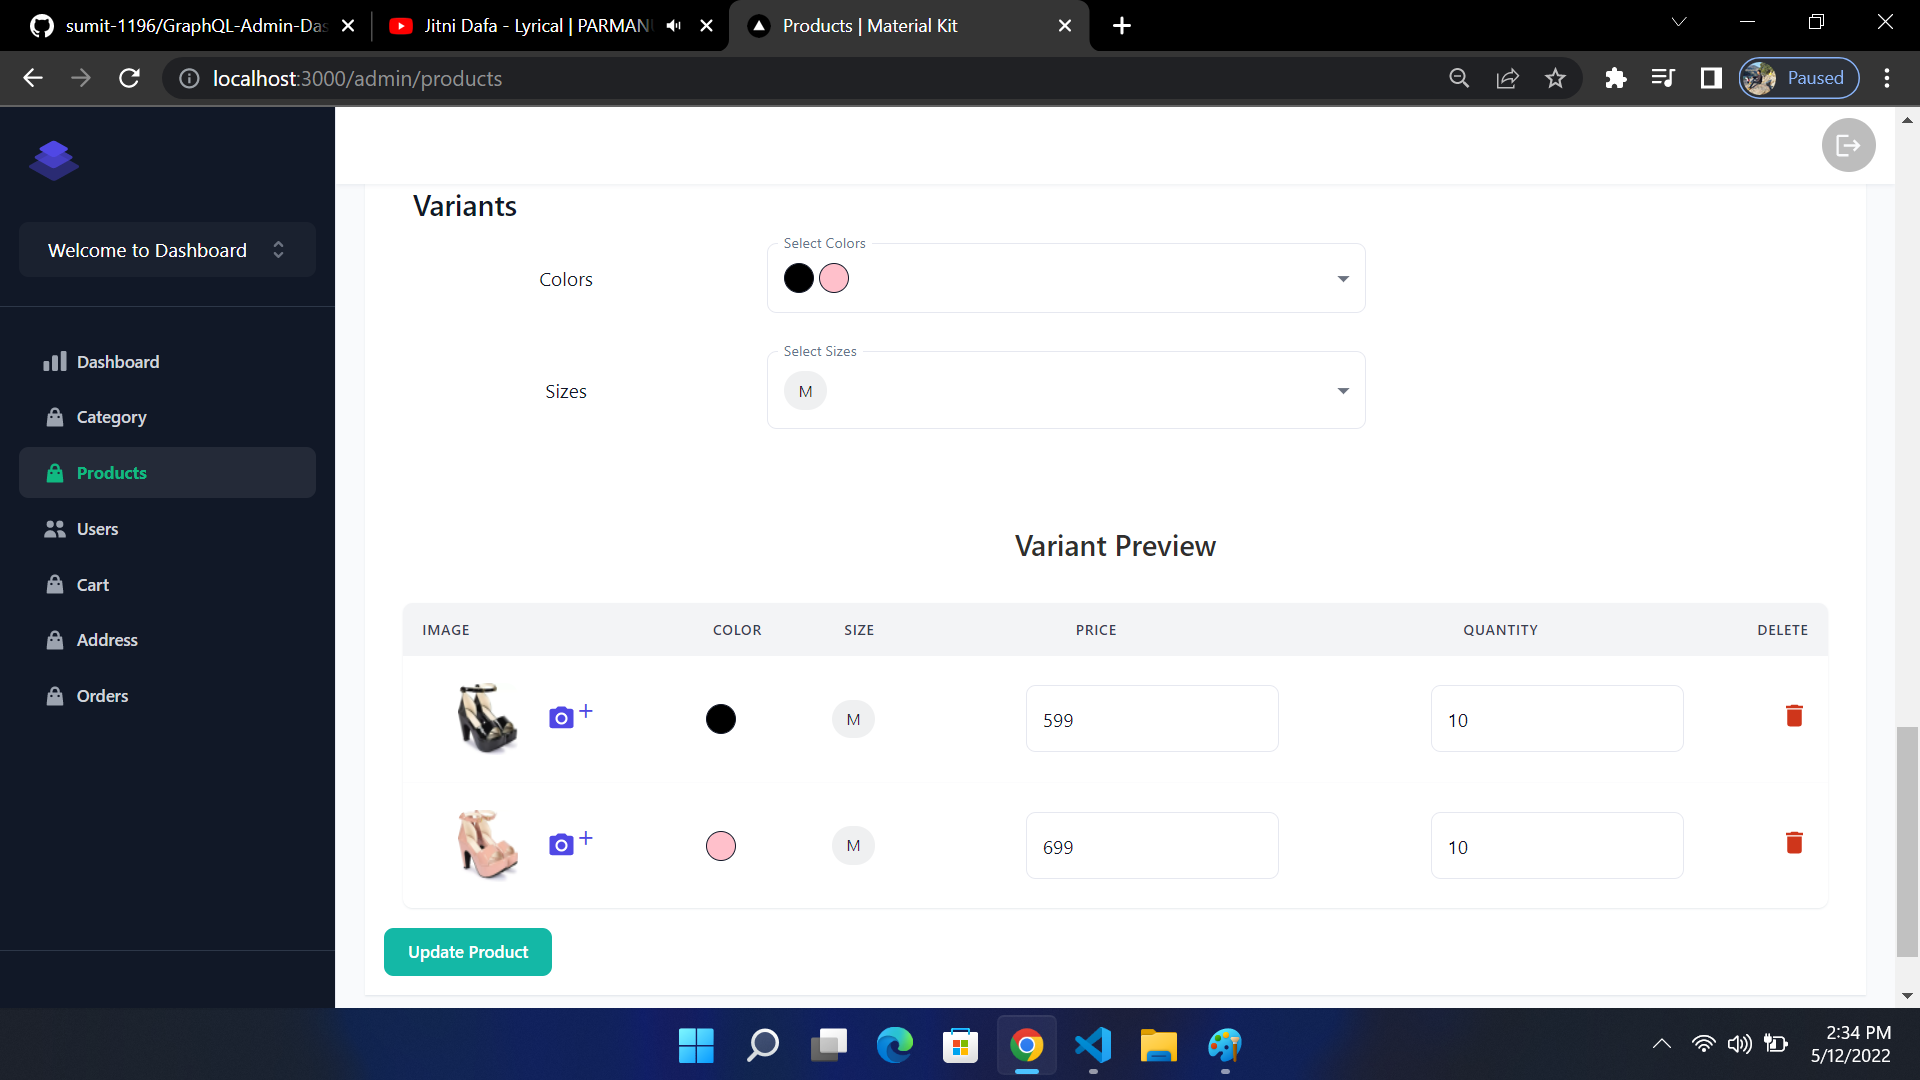 sumit-1196/GraphQL-Admin-Das
Jitni Dafa - Lyrical | PARMANU
Products | Material Kit
localhost:3000/admin/products
Paused
Welcome to Dashboard
Dashboard
Category
Products
Users
Cart
Address
Orders
Variants
Select Colors
Colors
Select Sizes
Sizes
M
Variant Preview
IMAGE COLOR SIZE PRICE QUANTITY DELETE
M 599 10
M 699 10
Update Product
2:34 PM
5/12/2022